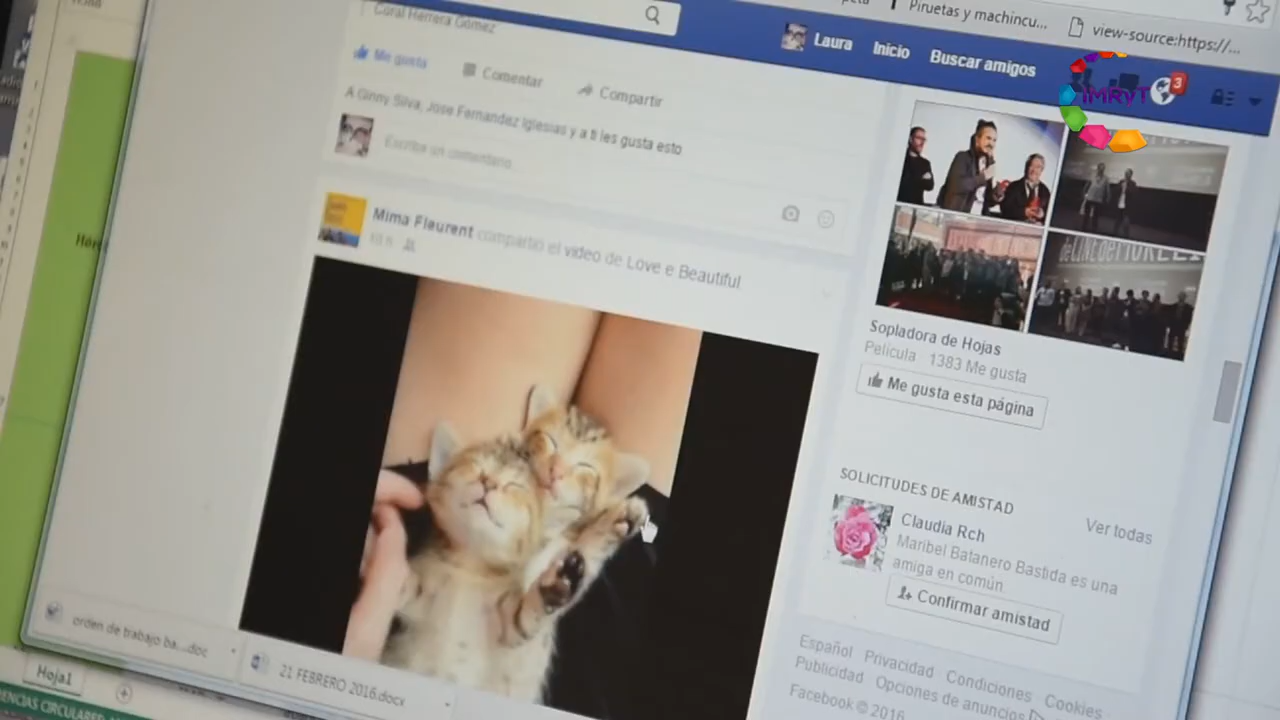 Piruetas y machincu...
view-source:https://...
Coral Herrera Gómez
Laura Inicio Buscar amigos
3
iMRyT
Me gusta Comentar Compartir
A Ginny Silva, Jose Fernandez Iglesias y a ti les gusta esto
Escribe un comentario
Mima Fleurent compartió el video de Love e Beautiful
Sopladora de Hojas
Película · 1383 Me gusta
Me gusta esta página
SOLICITUDES DE AMISTAD
Claudia Rch
Ver todas
Maribel Batanero Bastida es una
amiga en común
Confirmar amistad
Español Privacidad Condiciones Cookies
Publicidad Opciones de anuncios
Facebook © 2016
orden de trabajo ba....doc
21 FEBRERO 2016.docx
Hoja1